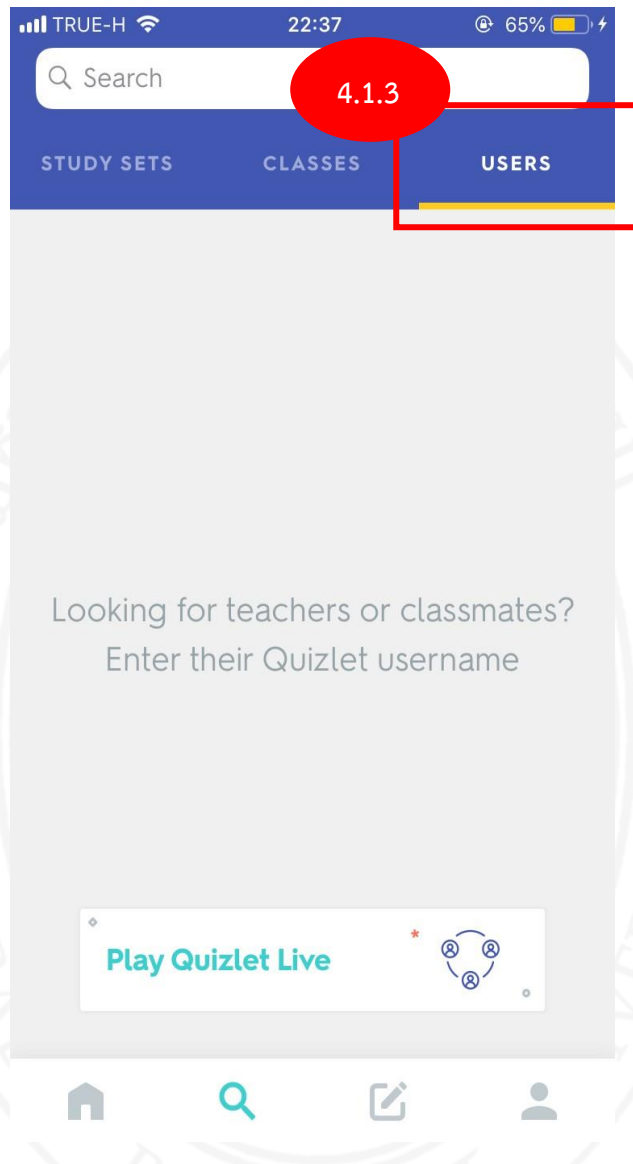 TRUE-H 22:37 65%
Search
4.1.3
STUDY SETS CLASSES USERS
Looking for teachers or classmates?
Enter their Quizlet username
Play Quizlet Live